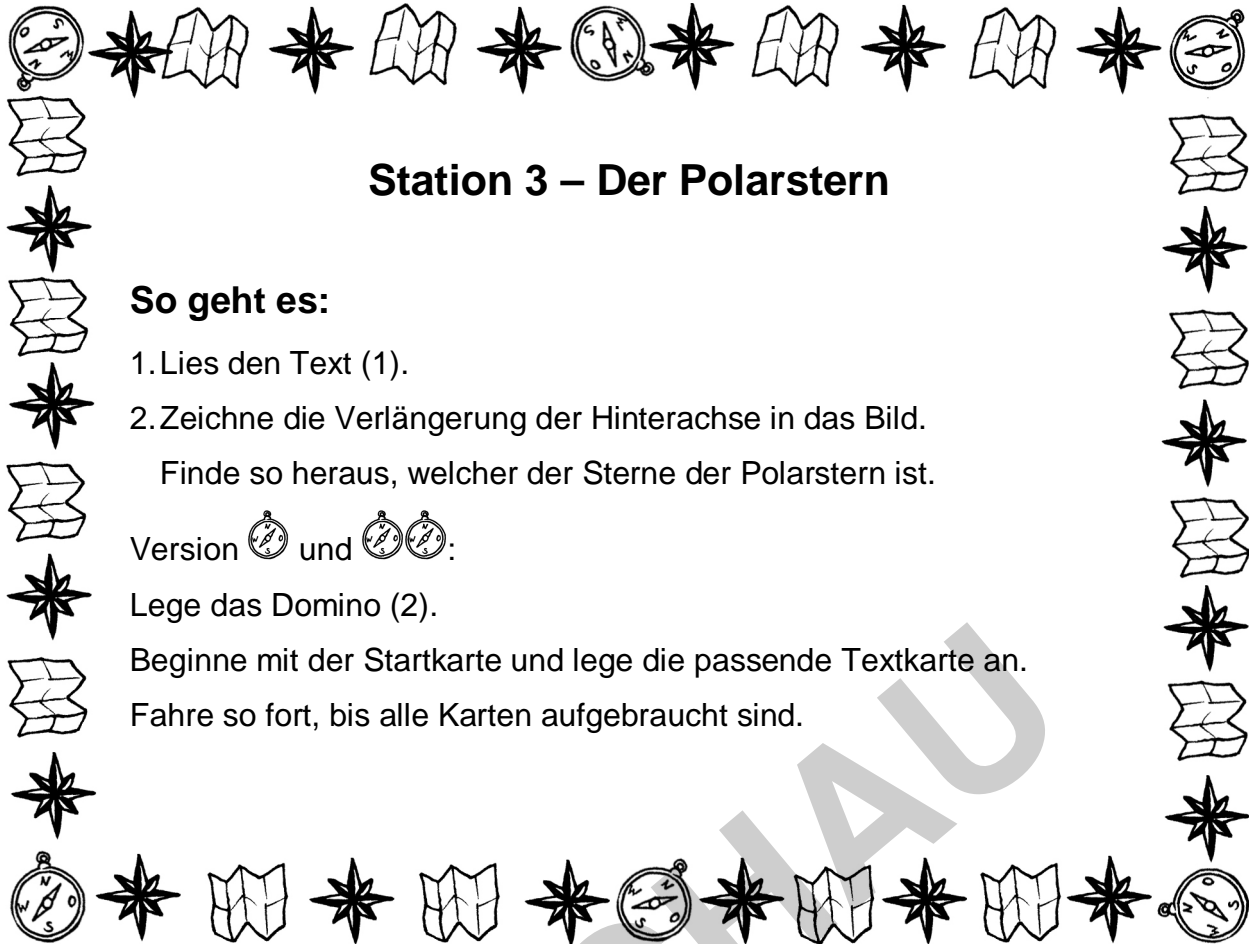 Station 3 – Der Polarstern
So geht es:
1. Lies den Text (1).
2. Zeichne die Verlängerung der Hinterachse in das Bild.
Finde so heraus, welcher der Sterne der Polarstern ist.
Version und :
Lege das Domino (2).
Beginne mit der Startkarte und lege die passende Textkarte an.
Fahre so fort, bis alle Karten aufgebraucht sind.
HAU